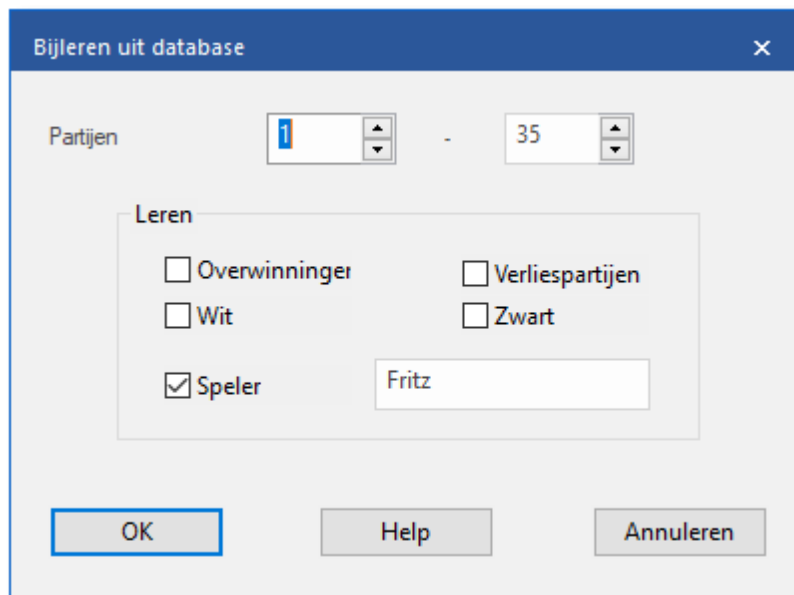 Bijleren uit database
Partijen 1 - 35
Leren
Overwinninger Verliespartijen
Wit Zwart
Speler Fritz
OK Help Annuleren